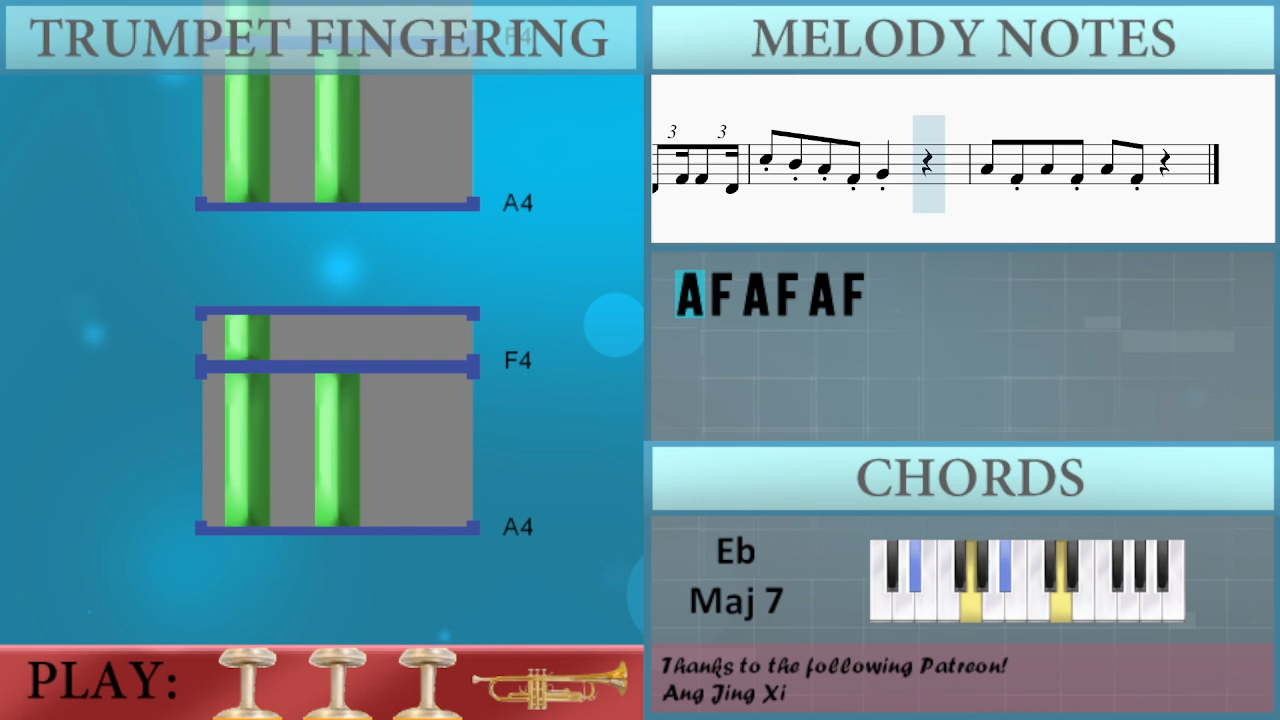 TRUMPET FINGERING
F4
A4
F4
A4
PLAY:
MELODY NOTES
3 3
A F A F A F
CHORDS
Eb
Maj 7
Thanks to the following Patreon!
Ang Jing Xi